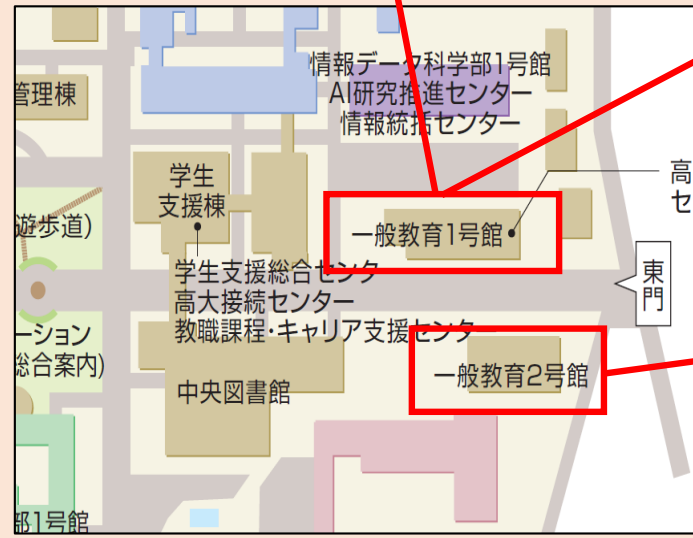 情報データ科学部1号館
AI研究推進センター
情報統括センター
管理棟
学生
支援棟
高
セ
遊歩道)
一般教育1号館
学生支援総合センタ
高大接続センター
教職課程・キャリア支援センター
東門
ーション
総合案内)
中央図書館
一般教育2号館
部1号館